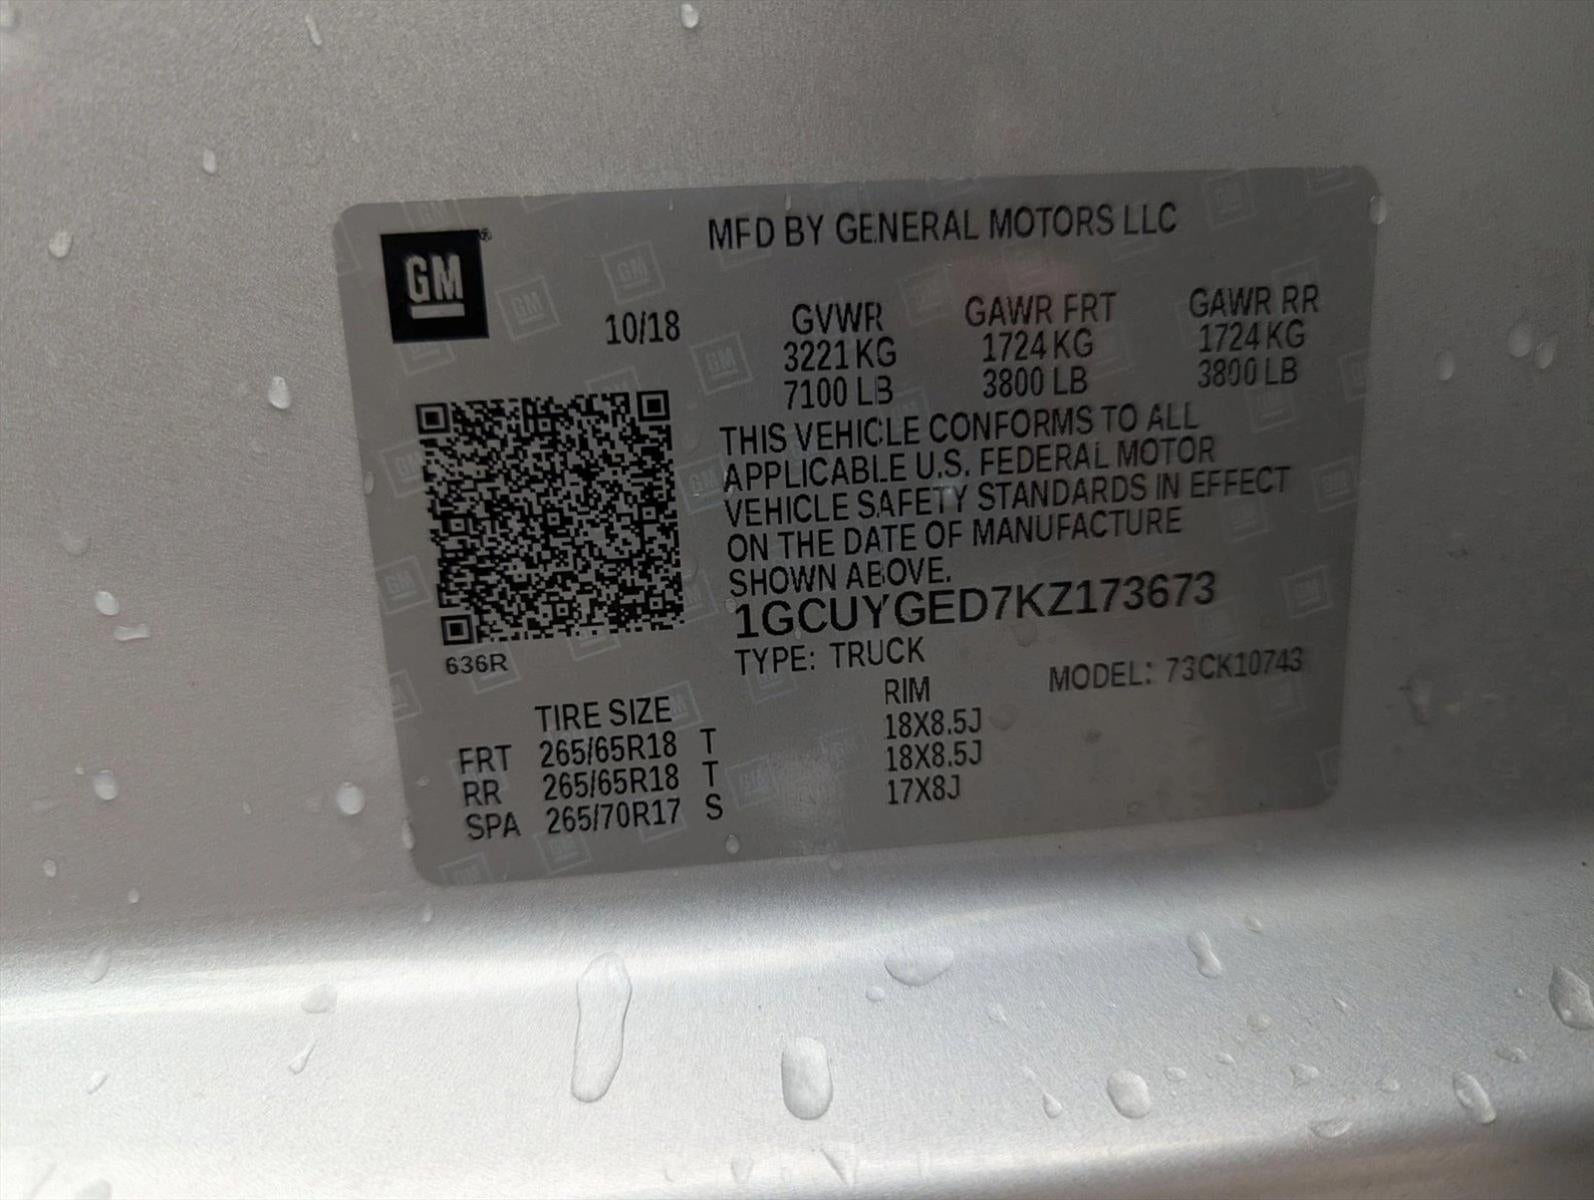 MFD BY GENERAL MOTORS LLC
GM®
10/18 GVWR GAWR FRT GAWR RR
3221 KG 1724 KG 1724 KG
7100 LB 3800 LB 3800 LB
THIS VEHICLE CONFORMS TO ALL
APPLICABLE U.S. FEDERAL MOTOR
VEHICLE SAFETY STANDARDS IN EFFECT
ON THE DATE OF MANUFACTURE
SHOWN ABOVE.
1GCUYGED7KZ173673
636R
TYPE: TRUCK MODEL: 73CK10743
TIRE SIZE RIM
FRT 265/65R18 T 18X8.5J
RR 265/65R18 T 18X8.5J
SPA 265/70R17 S 17X8J